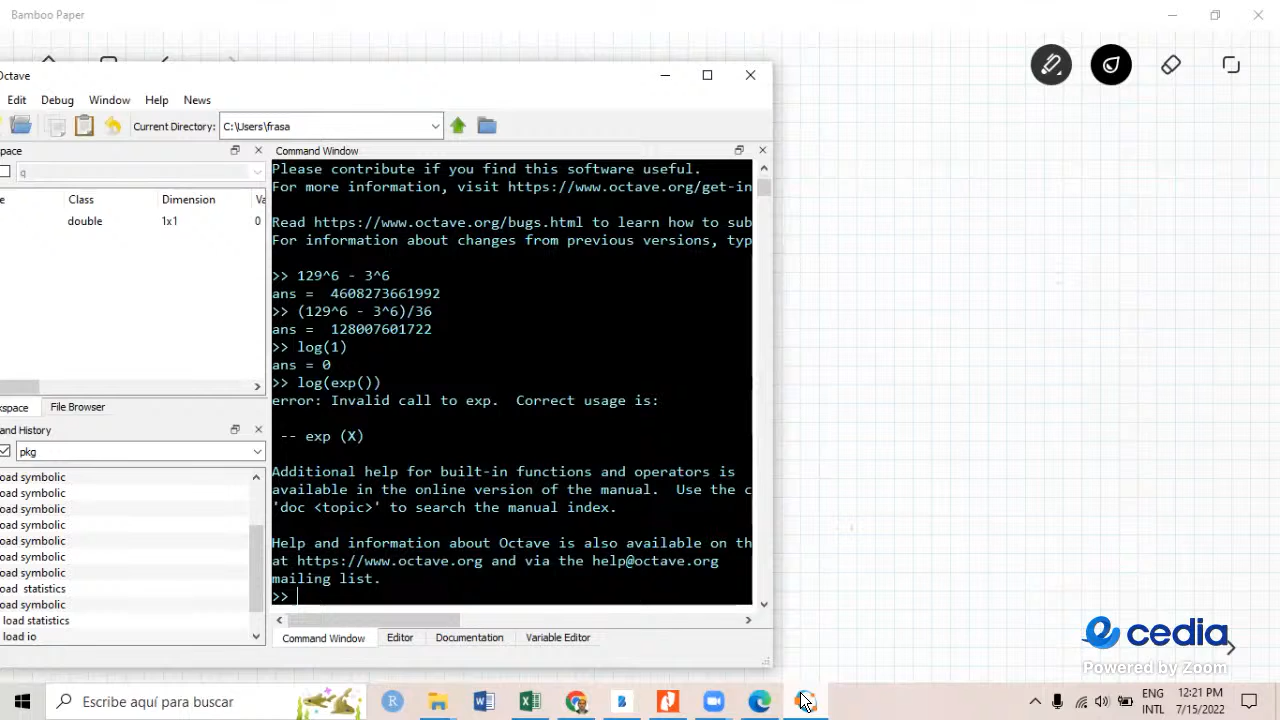 Bamboo Paper
Octave
Edit Debug Window Help News
Current Directory: C:\Users\frasa
pace
q
e Class Dimension Va
double 1x1 0
kspace File Browser
and History
pkg
oad symbolic
oad symbolic
oad symbolic
oad symbolic
oad symbolic
oad symbolic
oad symbolic
oad statistics
oad symbolic
load statistics
load io
Command Window
Please contribute if you find this software useful.
For more information, visit https://www.octave.org/get-in
Read https://www.octave.org/bugs.html to learn how to sub
For information about changes from previous versions, typ
>> 129^6 - 3^6
ans = 4608273661992
>> (129^6 - 3^6)/36
ans = 128007601722
>> log(1)
ans = 0
>> log(exp())
error: Invalid call to exp. Correct usage is:
-- exp (X)
Additional help for built-in functions and operators is
available in the online version of the manual. Use the c
'doc <topic>' to search the manual index.
Help and information about Octave is also available on th
at https://www.octave.org and via the help@octave.org
mailing list.
>>
Command Window Editor Documentation Variable Editor
cedia
Powered by Zoom
Escribe aquí para buscar
ENG
INTL
12:21 PM
7/15/2022